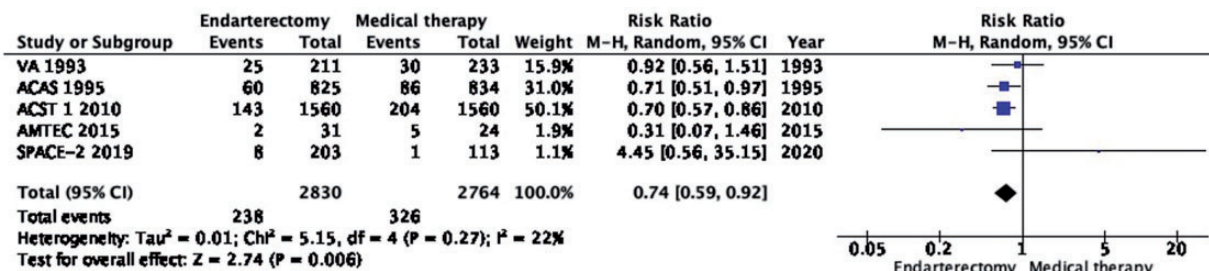 Endarterectomy Medical therapy Risk Ratio Risk Ratio
Study or Subgroup Events Total Events Total Weight M-H, Random, 95% CI Year M-H, Random, 95% CI
VA 1993 25 211 30 233 15.9% 0.92 [0.56, 1.51] 1993
ACAS 1995 60 825 86 834 31.0% 0.71 [0.51, 0.97] 1995
ACST 1 2010 143 1560 204 1560 50.1% 0.70 [0.57, 0.86] 2010
AMTEC 2015 2 31 5 24 1.9% 0.31 [0.07, 1.46] 2015
SPACE-2 2019 8 203 1 113 1.1% 4.45 [0.56, 35.15] 2020
Total (95% CI) 2830 2764 100.0% 0.74 [0.59, 0.92]
Total events 238 326
Heterogeneity: Tau² = 0.01; Chi² = 5.15, df = 4 (P = 0.27); I² = 22%
Test for overall effect: Z = 2.74 (P = 0.006)
0.05 0.2 1 5 20
Endarterectomy Medical therapy